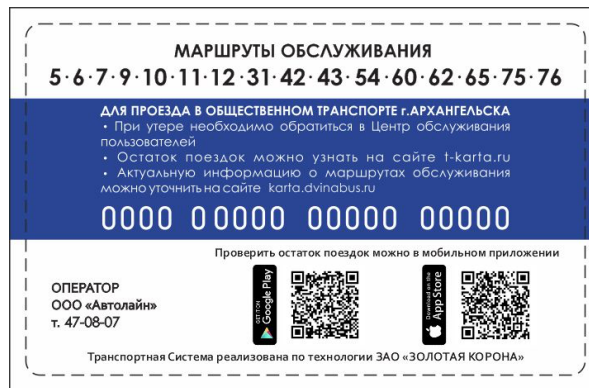 МАРШРУТЫ ОБСЛУЖИВАНИЯ
5·6·7·9·10·11·12·31·42·43·54·60·62·65·75·76
ДЛЯ ПРОЕЗДА В ОБЩЕСТВЕННОМ ТРАНСПОРТЕ г.АРХАНГЕЛЬСКА
• При утере необходимо обратиться в Центр обслуживания
пользователей
• Остаток поездок можно узнать на сайте t-karta.ru
• Актуальную информацию о маршрутах обслуживания
можно уточнить на сайте karta.dvinabus.ru
0000 00000 00000 00000
Проверить остаток поездок можно в мобильном приложении
ОПЕРАТОР
ООО «Автолайн»
т. 47-08-07
GET IT ON
Google Play
Download on the
App Store
Транспортная Система реализована по технологии ЗАО «ЗОЛОТАЯ КОРОНА»